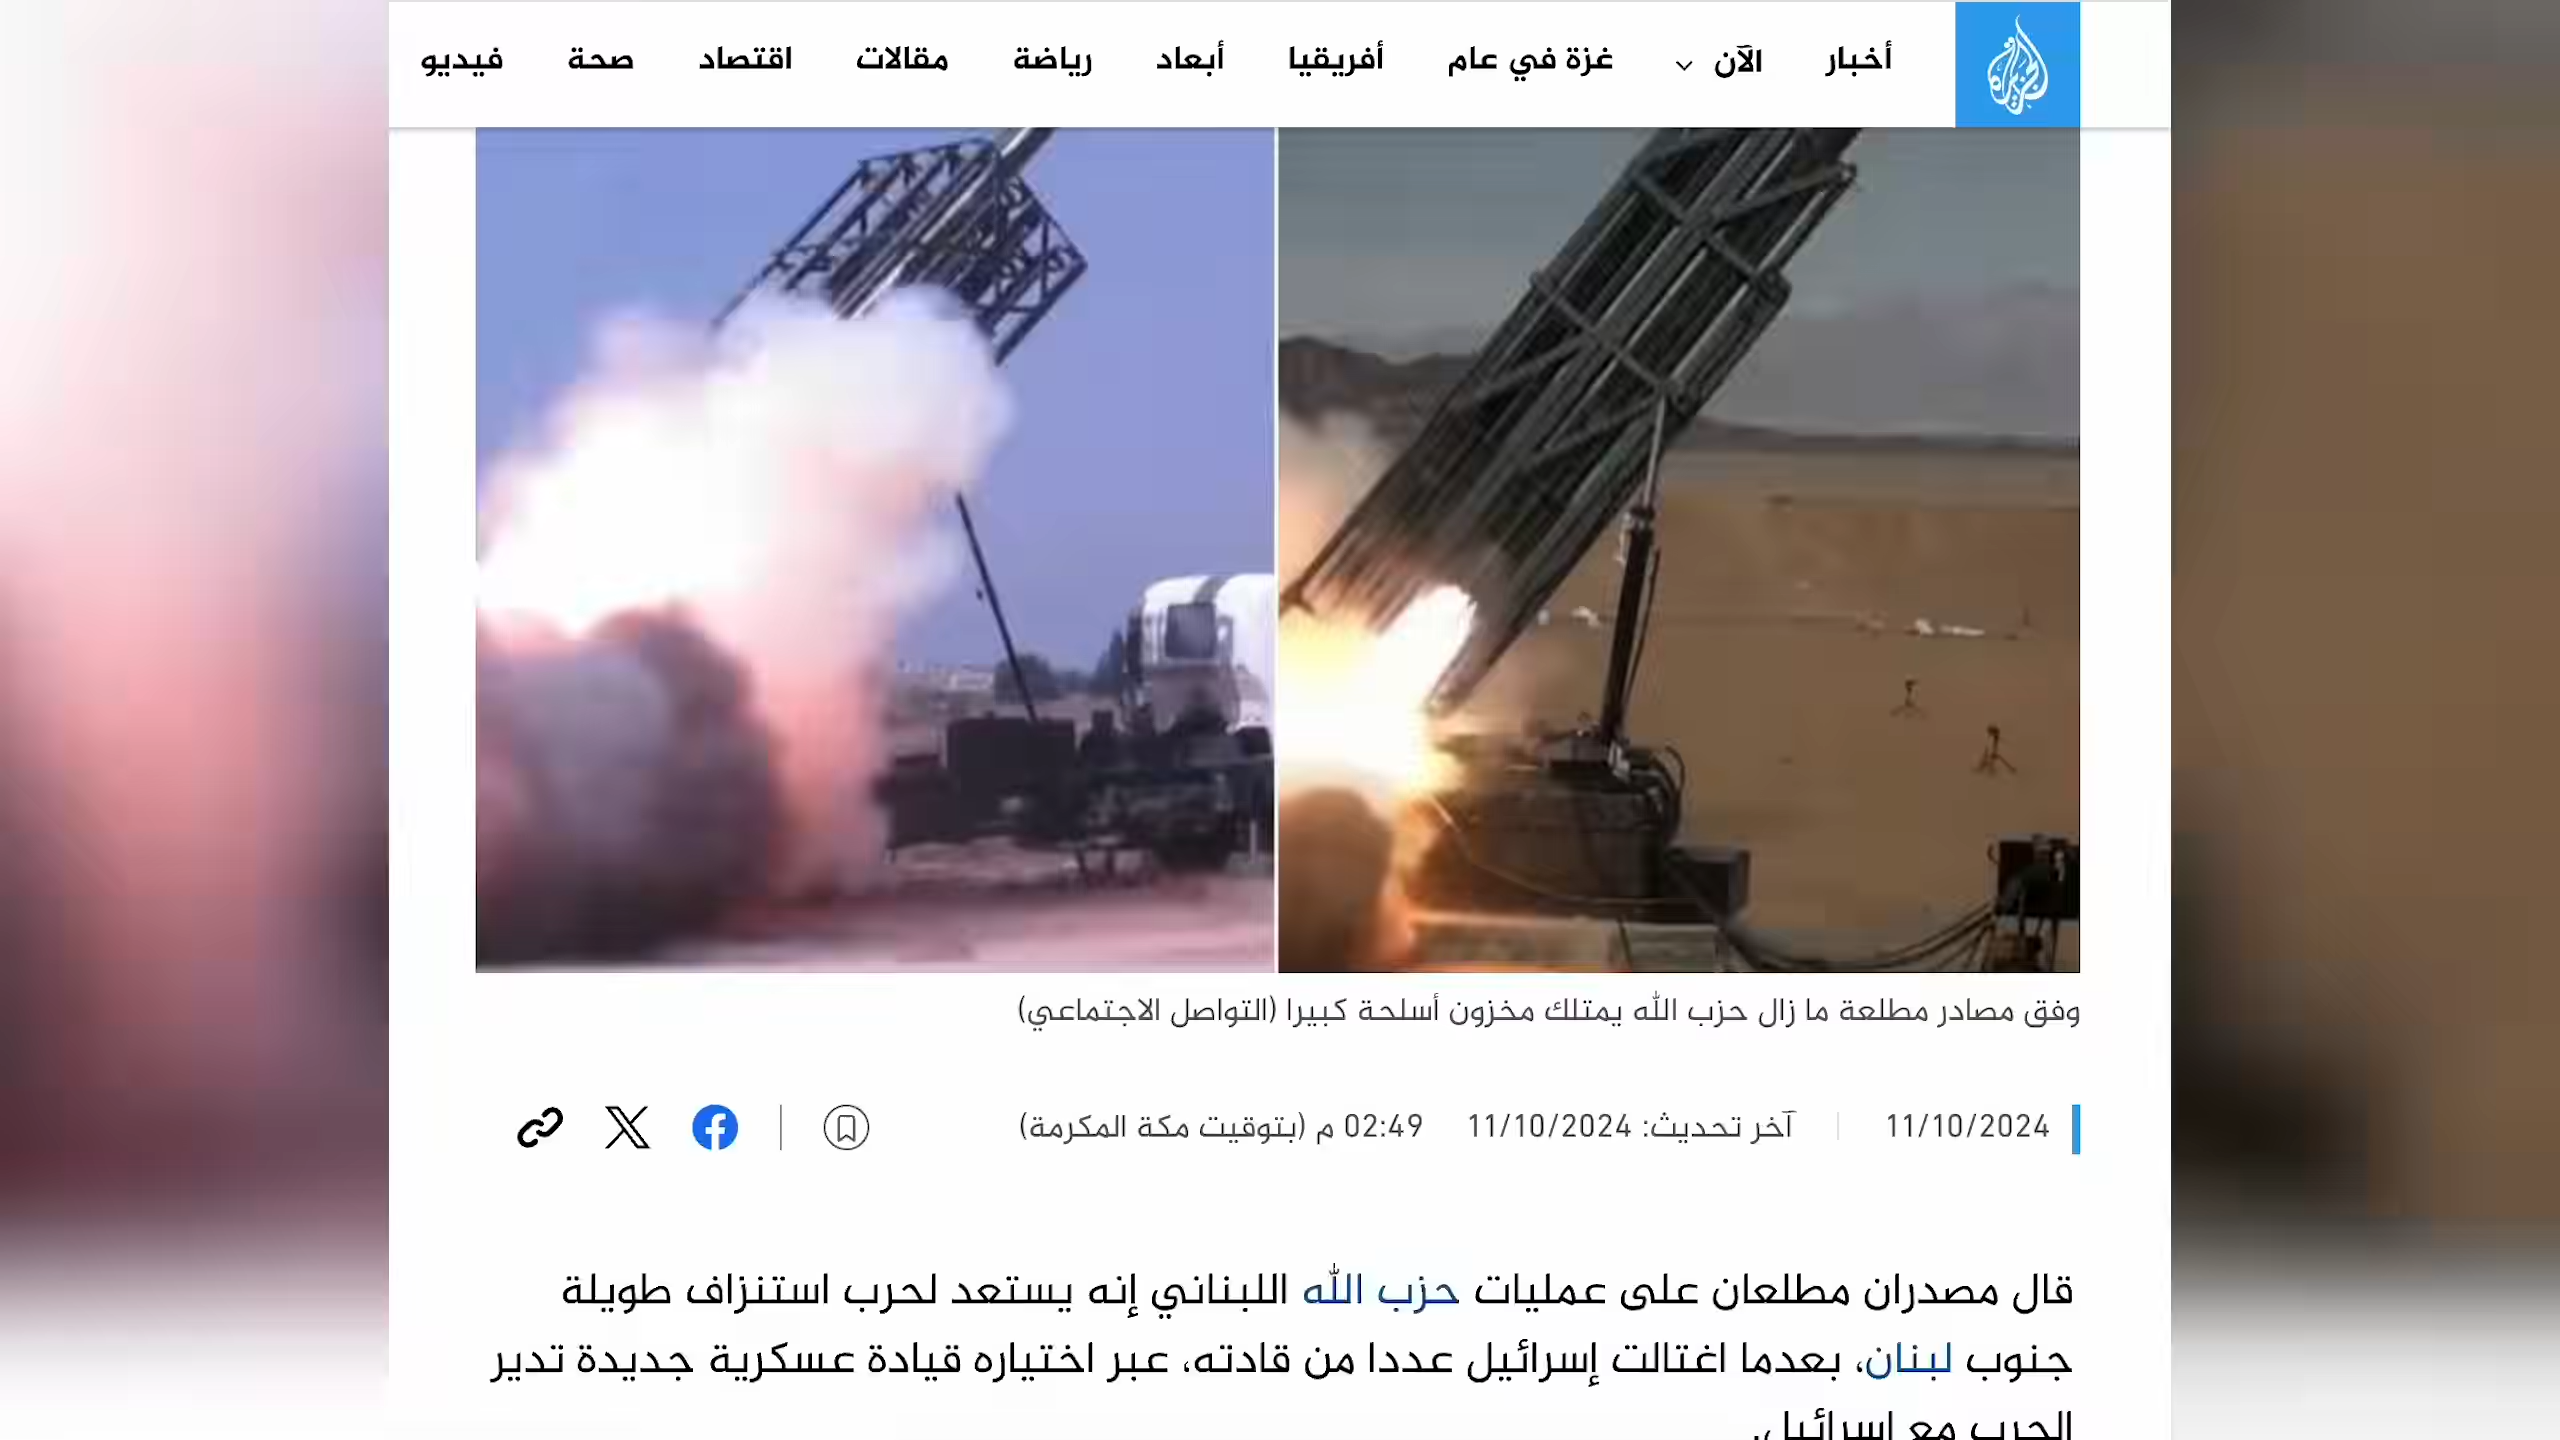 أخبار
الآن
غزة في عام
أفريقيا
أبعاد
رياضة
مقالات
اقتصاد
صحة
فيديو
وفق مصادر مطلعة ما زال حزب الله يمتلك مخزون أسلحة كبيرا (التواصل الاجتماعي)
11/10/2024 | آخر تحديث: 11/10/2024 02:49 م (بتوقيت مكة المكرمة)
قال مصدران مطلعان على عمليات حزب الله اللبناني إنه يستعد لحرب استنزاف طويلة
جنوب لبنان، بعدما اغتالت إسرائيل عددا من قادته، عبر اختياره قيادة عسكرية جديدة تدير
الحرب مع إسرائيل.